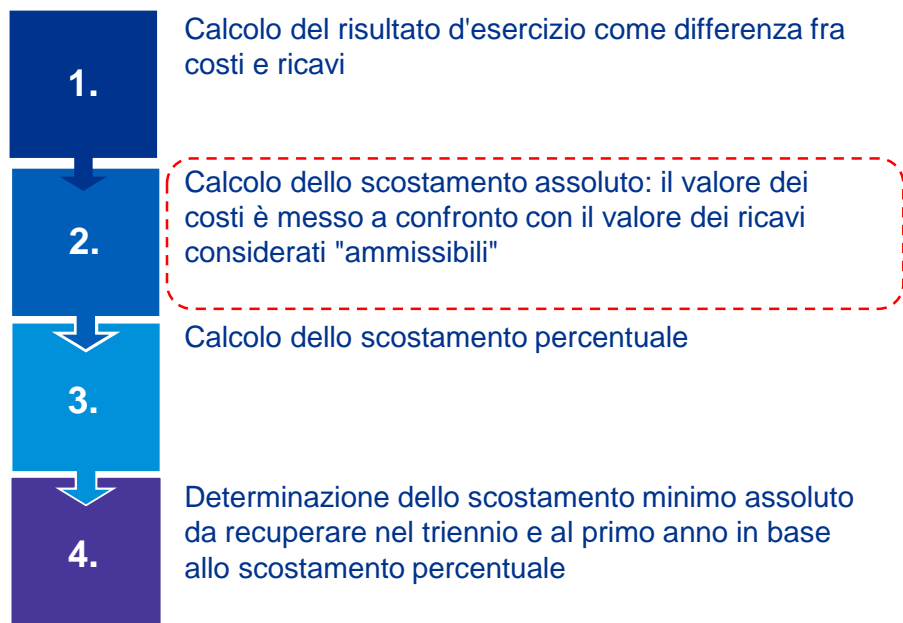 1.
Calcolo del risultato d'esercizio come differenza fra
costi e ricavi
2.
Calcolo dello scostamento assoluto: il valore dei
costi è messo a confronto con il valore dei ricavi
considerati "ammissibili"
3.
Calcolo dello scostamento percentuale
4.
Determinazione dello scostamento minimo assoluto
da recuperare nel triennio e al primo anno in base
allo scostamento percentuale